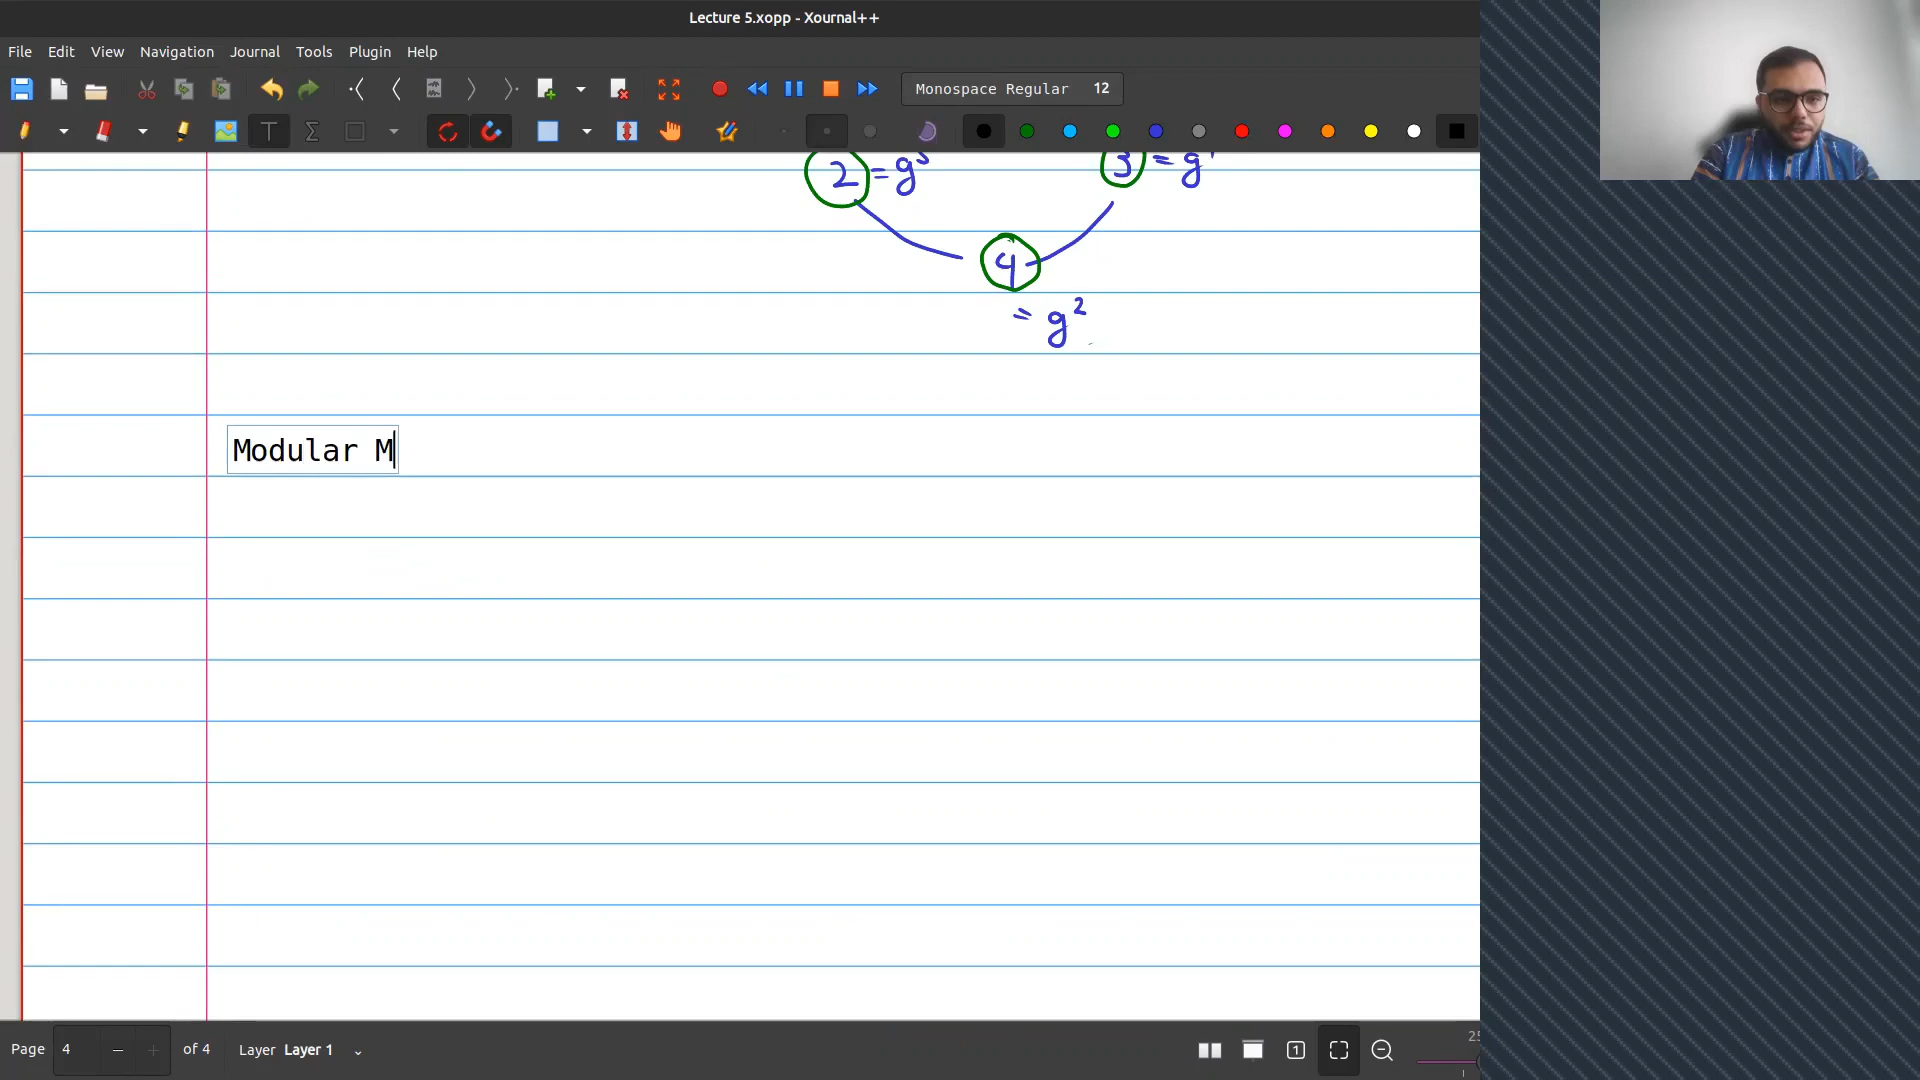 Lecture 5.xopp - Xournal++
File Edit View Navigation Journal Tools Plugin Help
Monospace Regular 12
2 = g³ 3 = g
4
= g²
Modular M
Page 4 of 4 Layer Layer 1